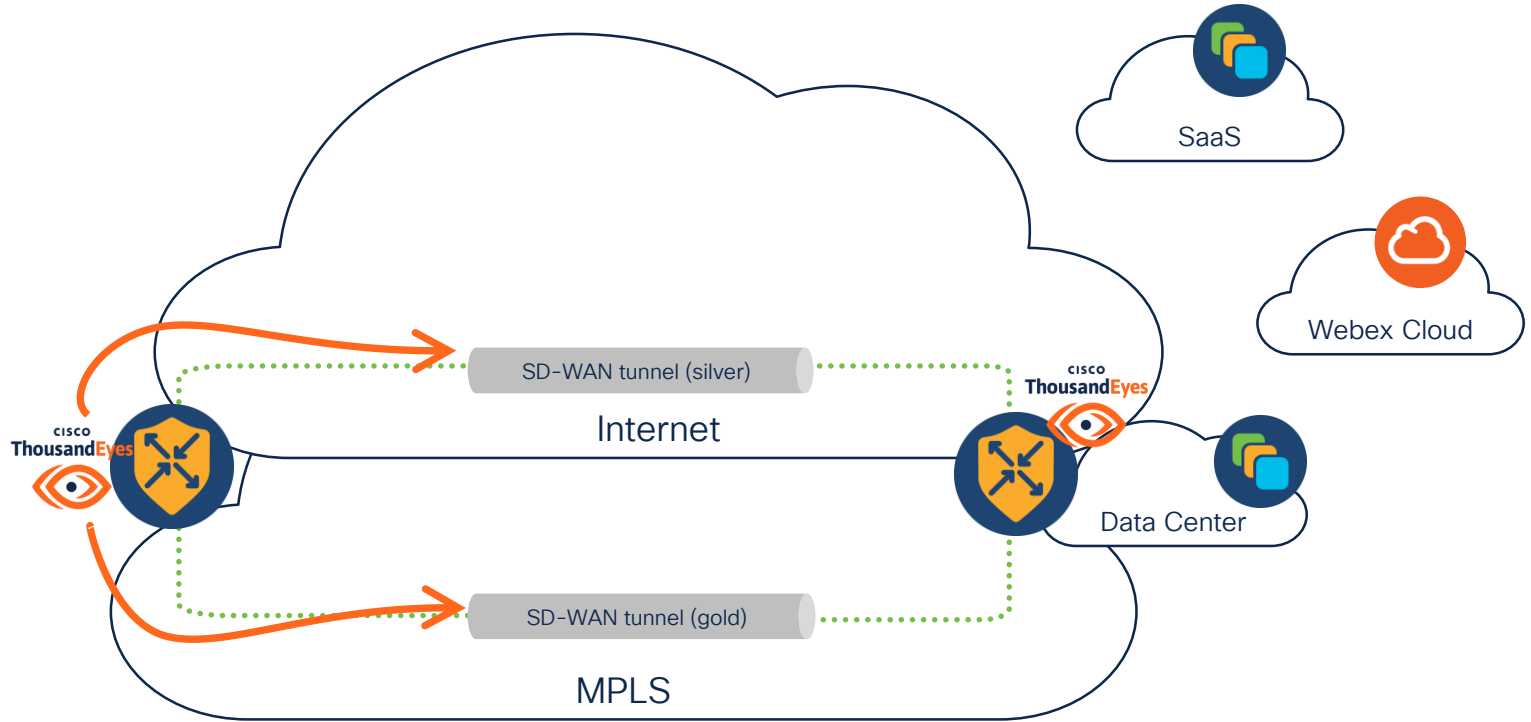 SaaS
Webex Cloud
SD-WAN tunnel (silver)
CISCO
ThousandEyes
Internet
CISCO
ThousandEyes
Data Center
SD-WAN tunnel (gold)
MPLS